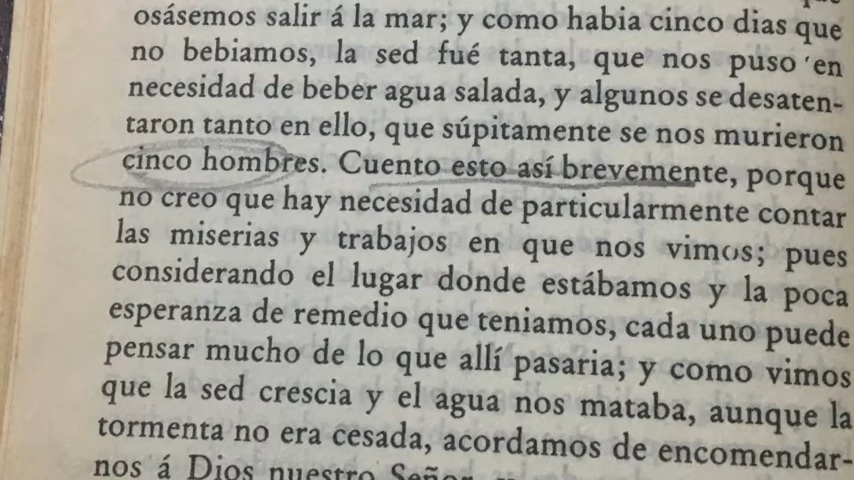 osásemos salir á la mar; y como habia cinco dias que
no bebiamos, la sed fué tanta, que nos puso en
necesidad de beber agua salada, y algunos se desaten-
taron tanto en ello, que súpitamente se nos murieron
cinco hombres. Cuento esto así brevemente, porque
no creo que hay necesidad de particularmente contar
las miserias y trabajos en que nos vimos; pues
considerando el lugar donde estábamos y la poca
esperanza de remedio que teniamos, cada uno puede
pensar mucho de lo que allí pasaria; y como vimos
que la sed crescia y el agua nos mataba, aunque la
tormenta no era cesada, acordamos de encomendar-
nos á Dios nuestro Señor